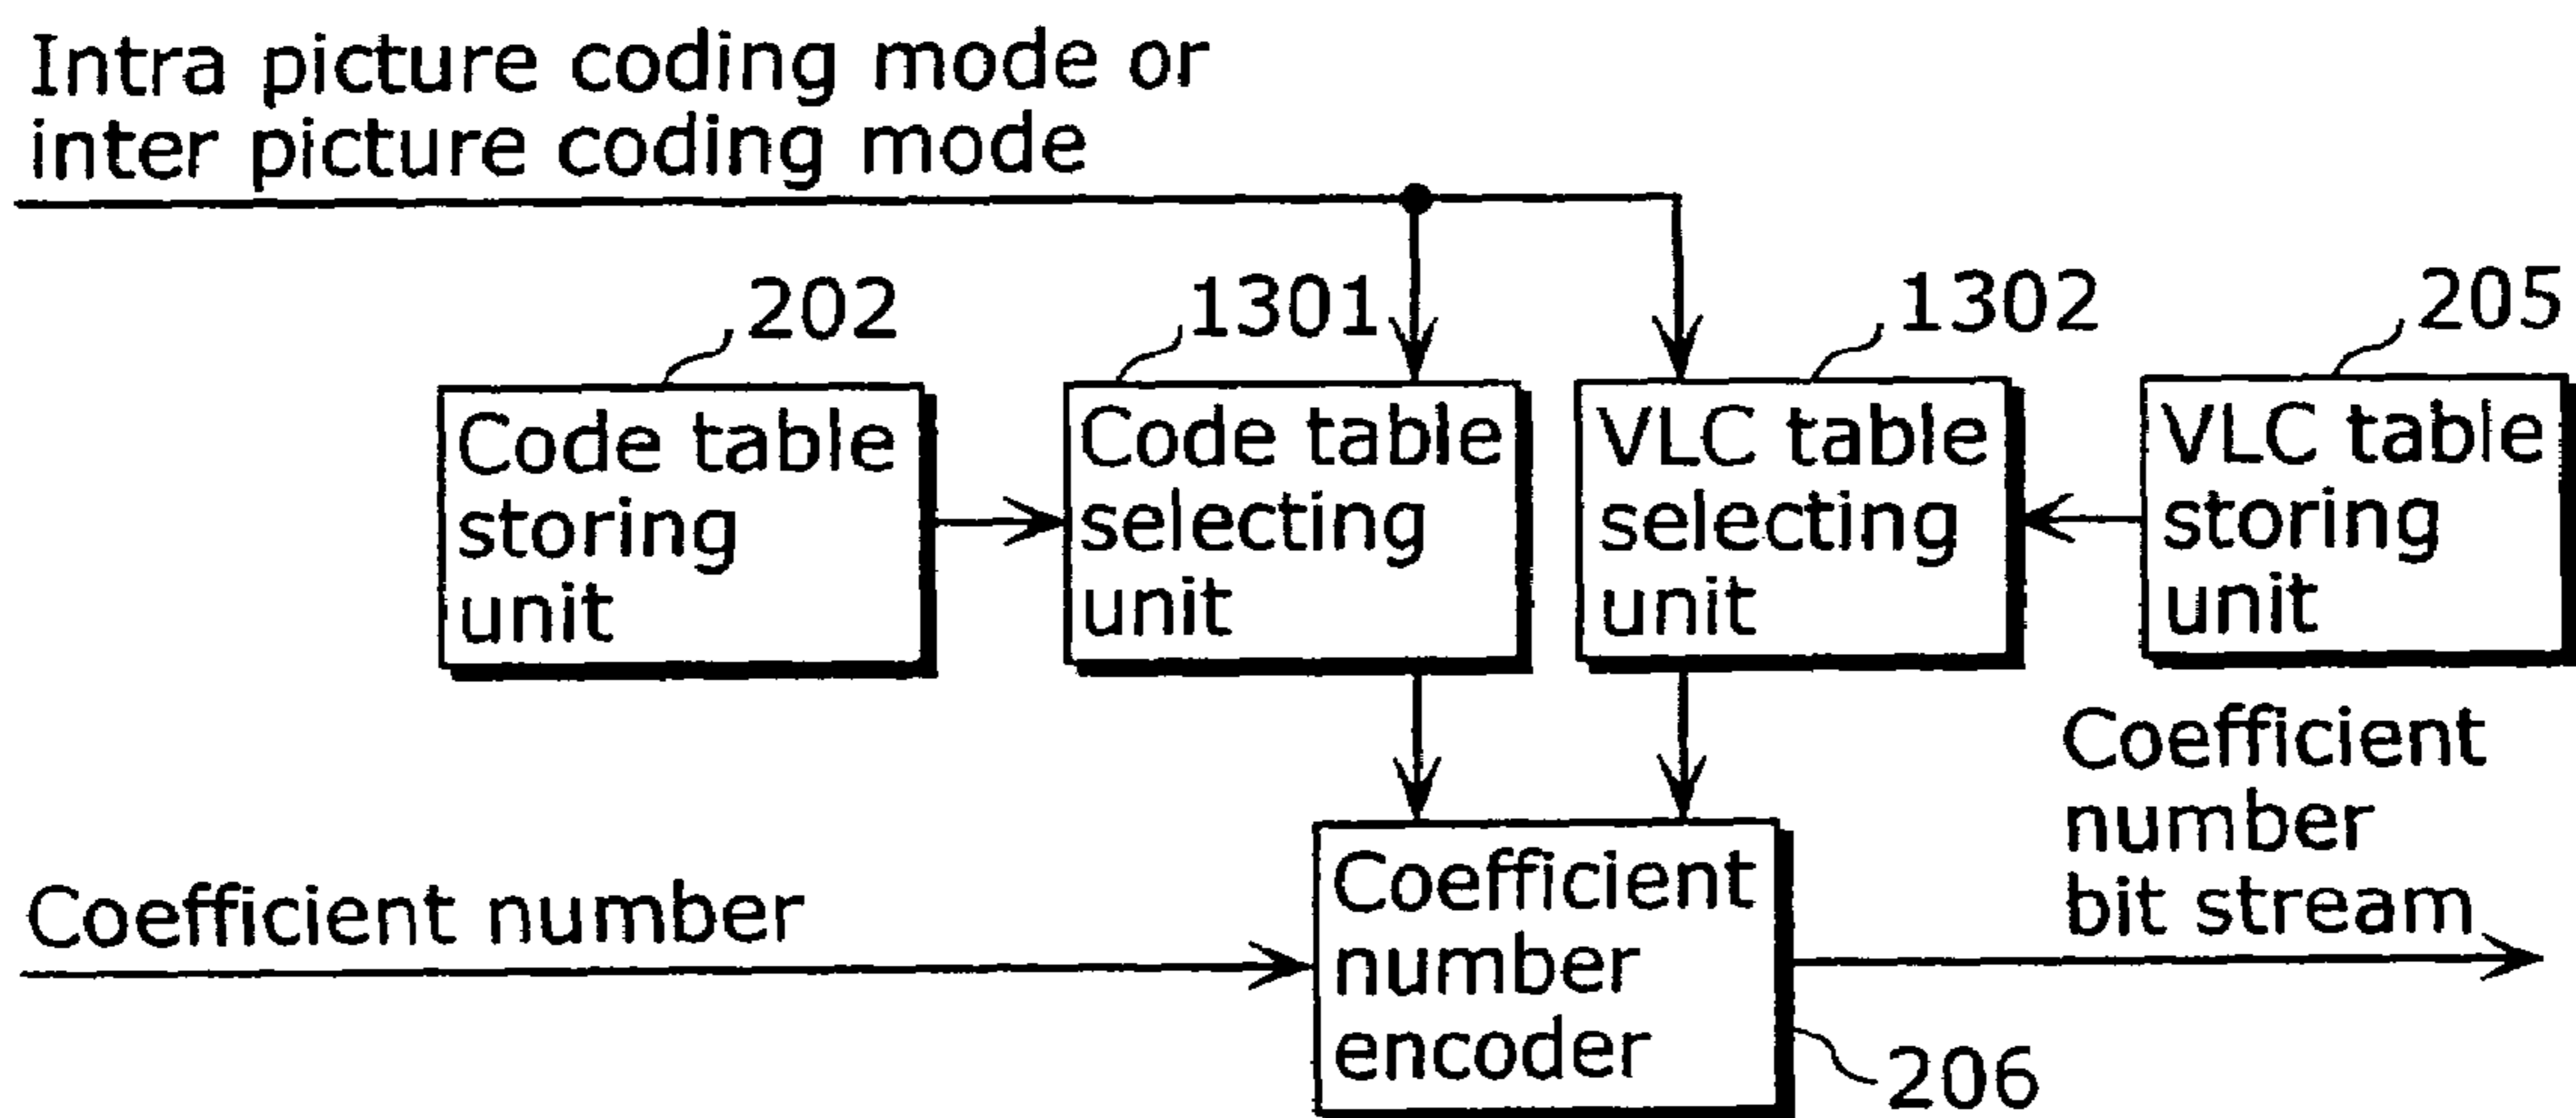 Intra picture coding mode or
inter picture coding mode
202
1301
1302
205
Code table
storing
unit
Code table
selecting
unit
VLC table
selecting
unit
VLC table
storing
unit
Coefficient number
Coefficient
number
encoder
Coefficient
number
bit stream
206